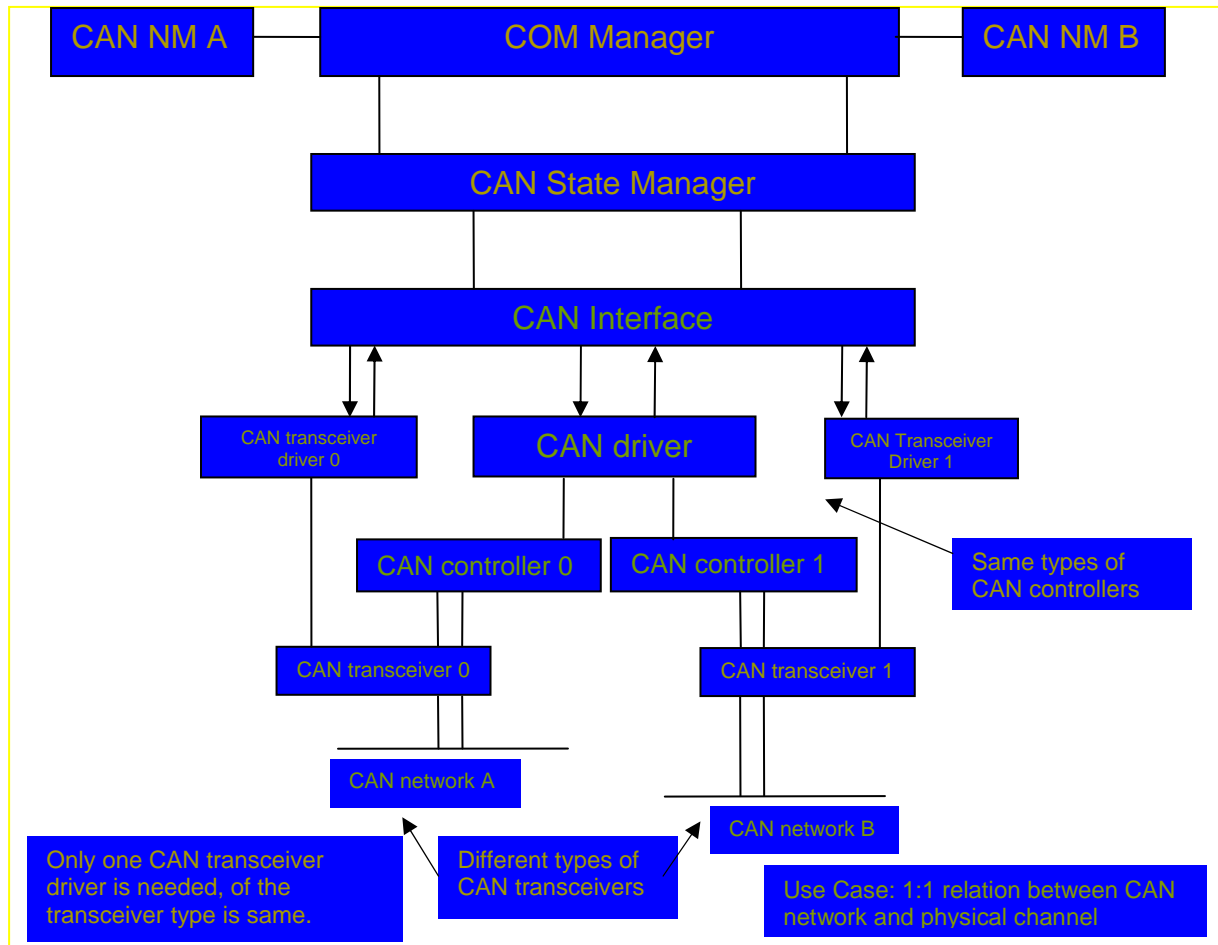 CAN NM A
COM Manager
CAN NM B
CAN State Manager
CAN Interface
CAN transceiver
driver 0
CAN driver
CAN Transceiver
Driver 1
CAN controller 0
CAN controller 1
Same types of
CAN controllers
CAN transceiver 0
CAN transceiver 1
CAN network A
CAN network B
Only one CAN transceiver
driver is needed, of the
transceiver type is same.
Different types of
CAN transceivers
Use Case: 1:1 relation between CAN
network and physical channel